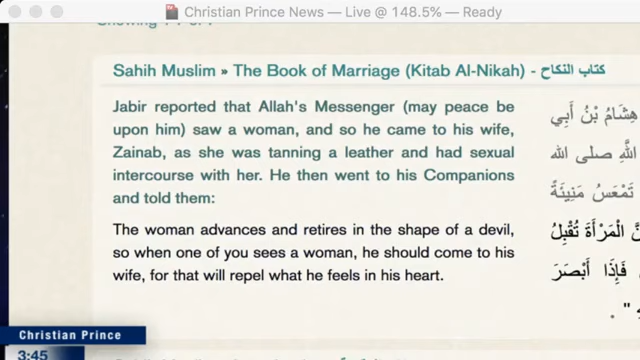 Christian Prince News — Live @ 148.5% — Ready
Sahih Muslim » The Book of Marriage (Kitab Al-Nikah) - كتاب النكاح
Jabir reported that Allah's Messenger (may peace be
upon him) saw a woman, and so he came to his wife,
Zainab, as she was tanning a leather and had sexual
intercourse with her. He then went to his Companions
and told them:
The woman advances and retires in the shape of a devil,
so when one of you sees a woman, he should come to his
wife, for that will repel what he feels in his heart.
هِشَامُ بْنُ أَبِي
اللَّهِ صلى الله
تَمْعَسُ مَنِيئَةً
الْمَرْأَةَ تُقْبِلُ
فَإِذَا أَبْصَرَ
" .
Christian Prince
3:45